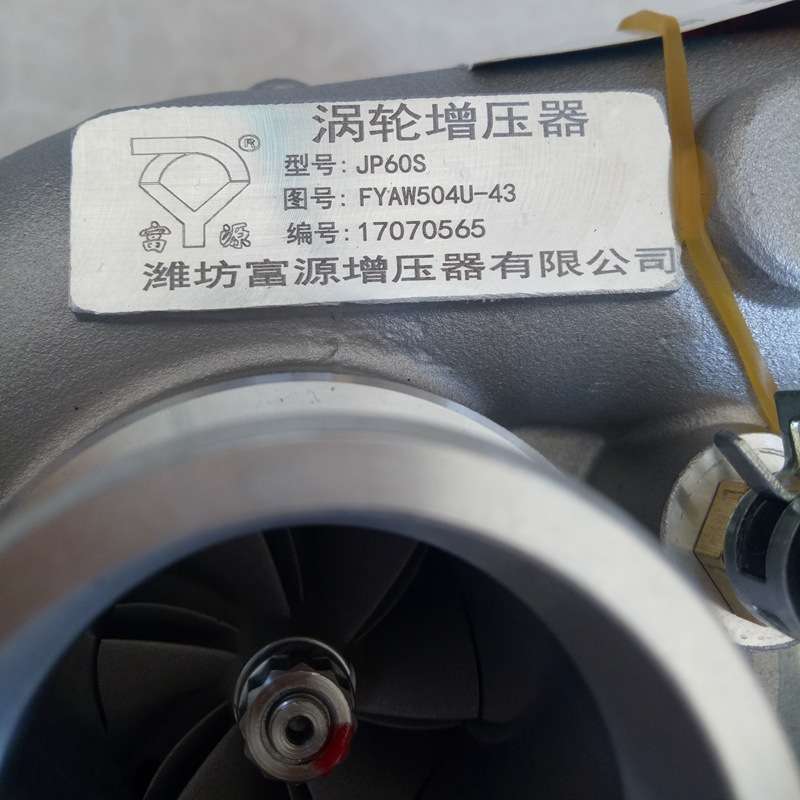 涡轮增压器
®
型号: JP60S
图号: FYAW504U-43
富源
编号: 17070565
潍坊富源增压器有限公司